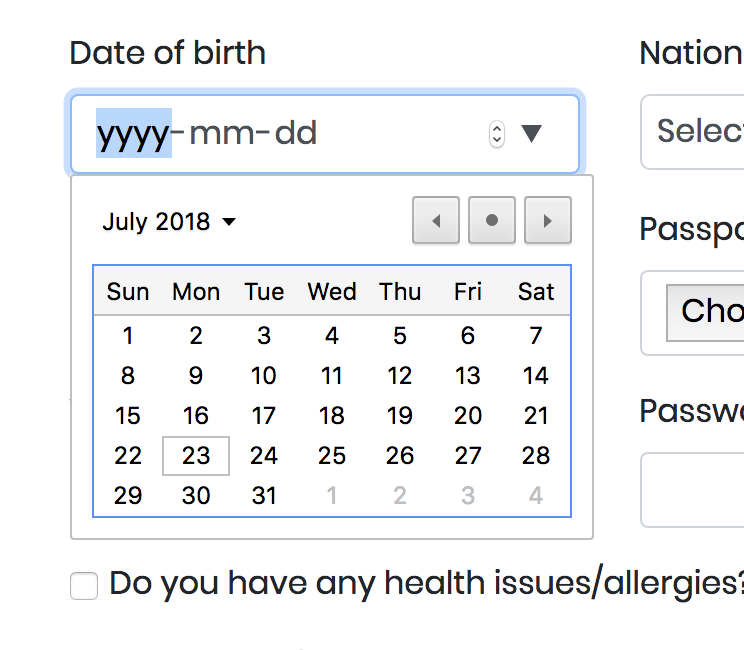 Date of birth
yyyy-mm-dd
July 2018
Sun Mon Tue Wed Thu Fri Sat
1 2 3 4 5 6 7
8 9 10 11 12 13 14
15 16 17 18 19 20 21
22 23 24 25 26 27 28
29 30 31 1 2 3 4
Do you have any health issues/allergies?
Nation
Select
Passpo
Cho
Passwo